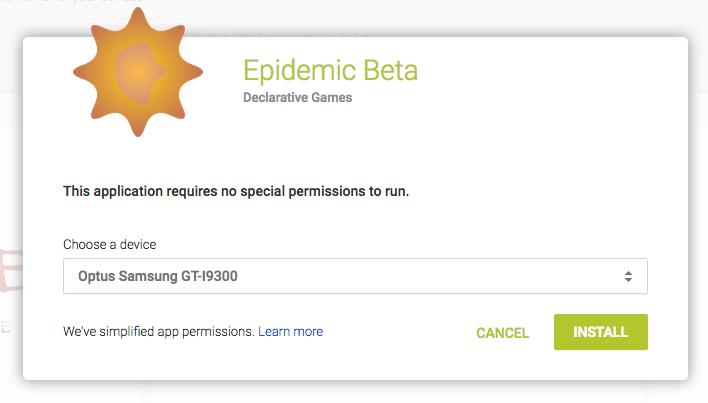 Epidemic Beta
Declarative Games
This application requires no special permissions to run.
Choose a device
Optus Samsung GT-I9300
We've simplified app permissions. Learn more
CANCEL
INSTALL